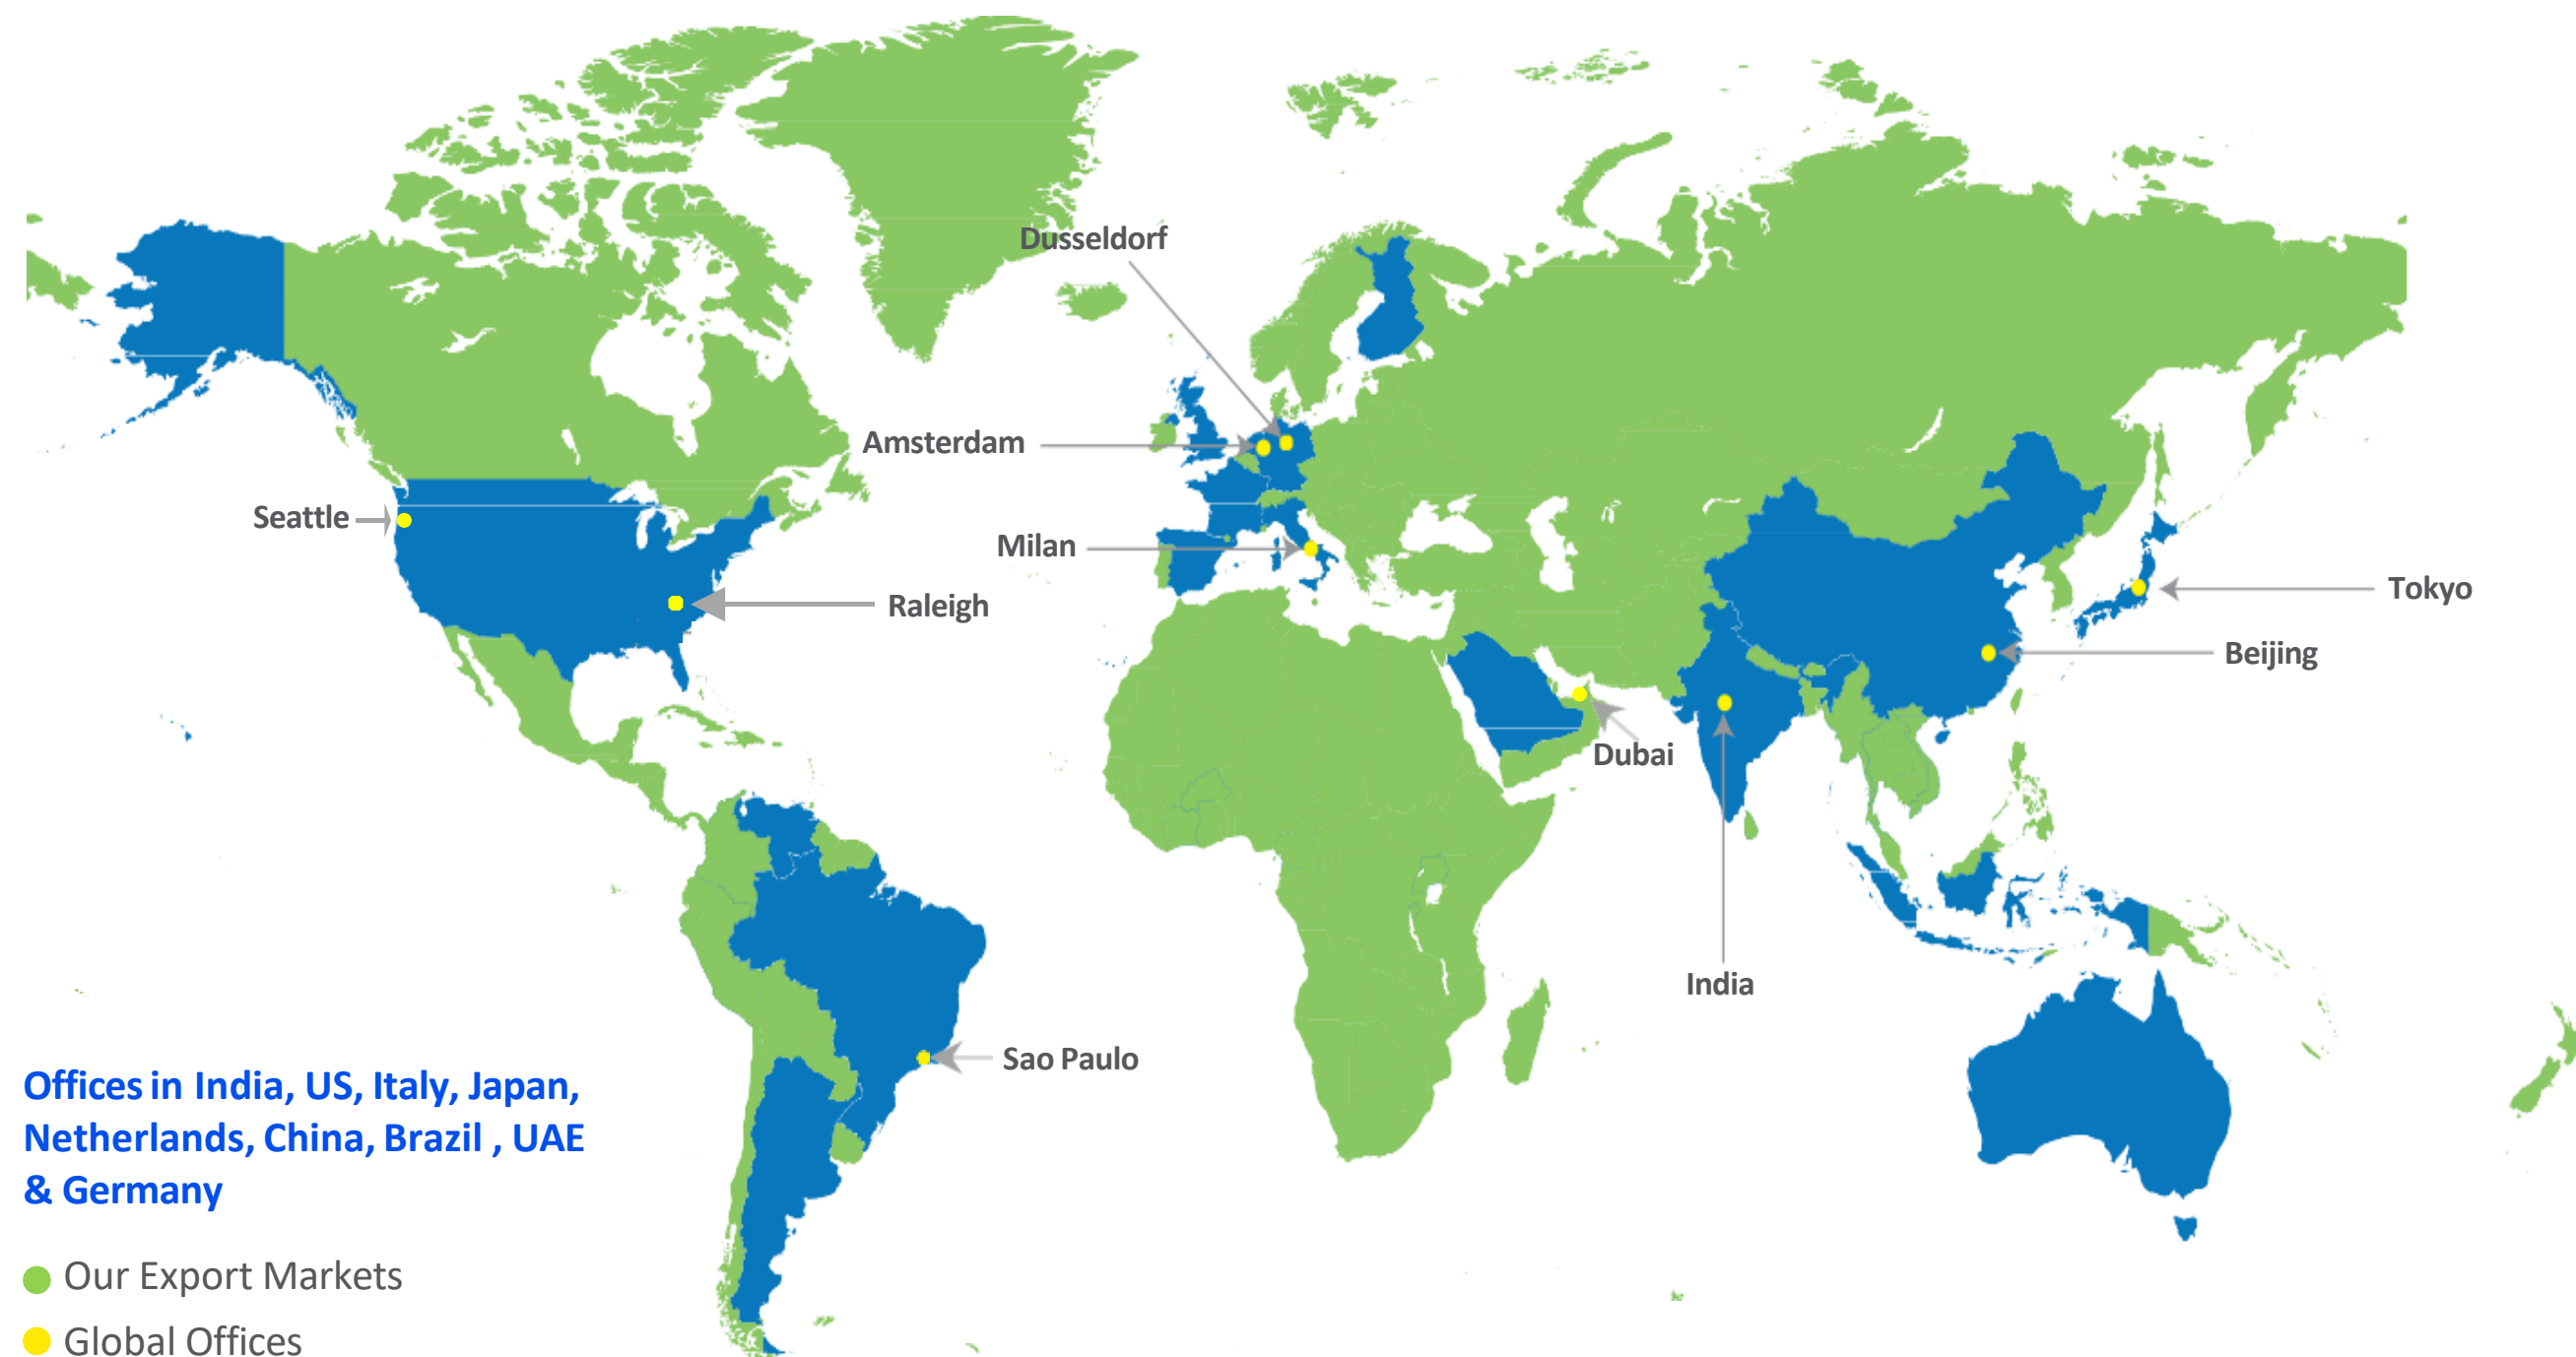 Dusseldorf
Amsterdam
Seattle
Milan
Tokyo
Raleigh
Beijing
Dubai
India
Sao Paulo
Offices in India, US, Italy, Japan,
Netherlands, China, Brazil , UAE
& Germany
Our Export Markets
Global Offices